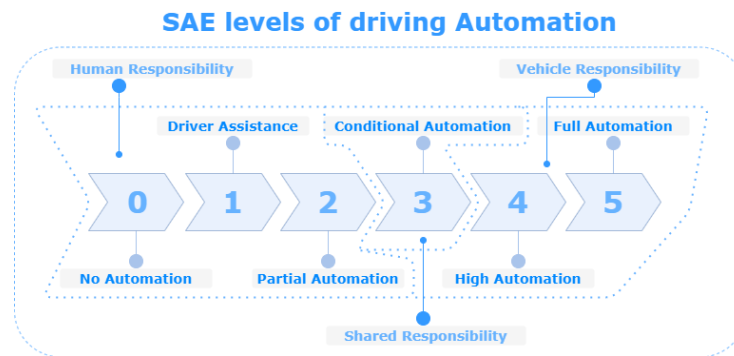 SAE levels of driving Automation
Human Responsibility
Vehicle Responsibility
Driver Assistance
Conditional Automation
Full Automation
0
1
2
3
4
5
No Automation
Partial Automation
High Automation
Shared Responsibility